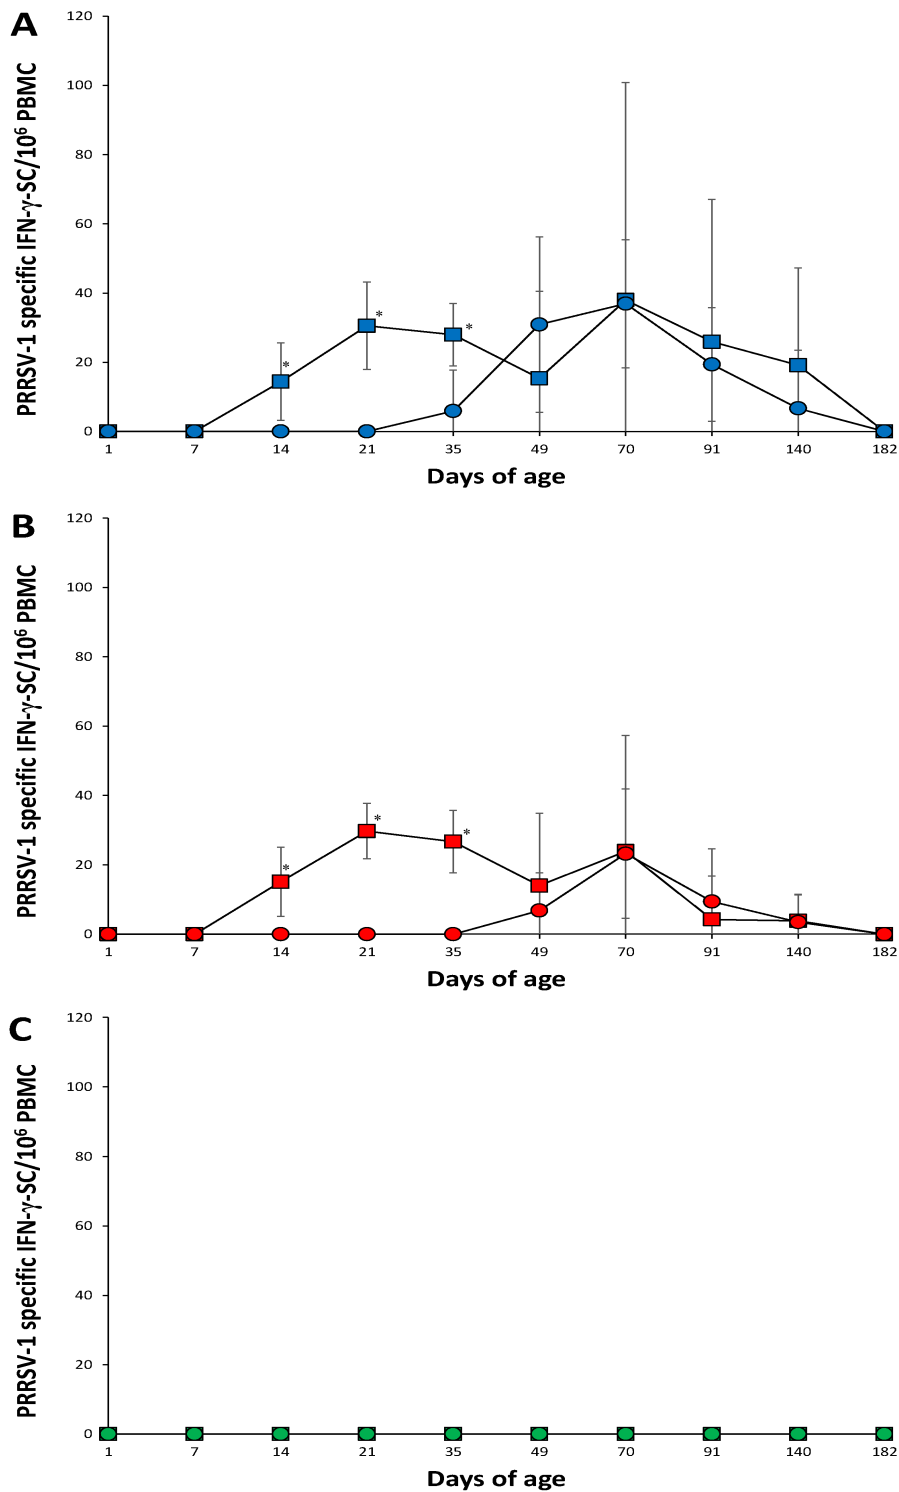 A
PRRSV-1 specific IFN-γ-SC/10⁶ PBMC
120
100
80
60
40
20
0
*
*
*
1 7 14 21 35 49 70 91 140 182
Days of age
B
PRRSV-1 specific IFN-γ-SC/10⁶ PBMC
120
100
80
60
40
20
0
*
*
*
1 7 14 21 35 49 70 91 140 182
Days of age
C
PRRSV-1 specific IFN-γ-SC/10⁶ PBMC
120
100
80
60
40
20
0
1 7 14 21 35 49 70 91 140 182
Days of age